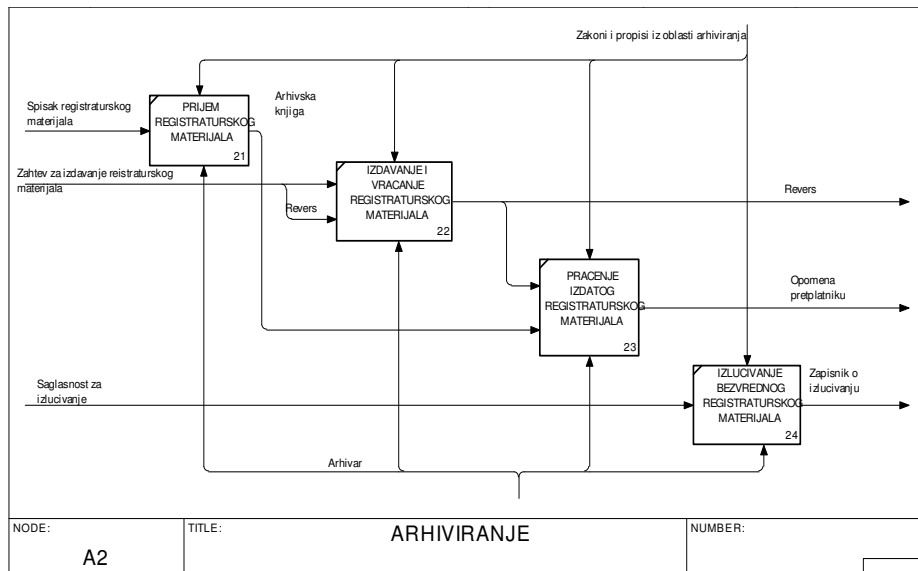 Zakoni i propisi iz oblasti arhiviranja
Spisak registraturskog
materijala
PRIJEM
REGISTRATURSKOG
MATERIJALA
21
Arhivska
knjiga
Zahtev za izdavanje reistraturskog
materijala
Revers
IZDAVANJE I
VRACANJE
REGISTRATURSKOG
MATERIJALA
22
Revers
PRACENJE
IZDATOG
REGISTRATURSKOG
MATERIJALA
23
Opomena
pretplatniku
Saglasnost za
izlucivanje
IZLUCIVANJE
BEZVREDNOG
REGISTRATURSKOG
MATERIJALA
24
Zapisnik o
izlucivanju
Arhivar
NODE:
A2
TITLE:
ARHIVIRANJE
NUMBER: